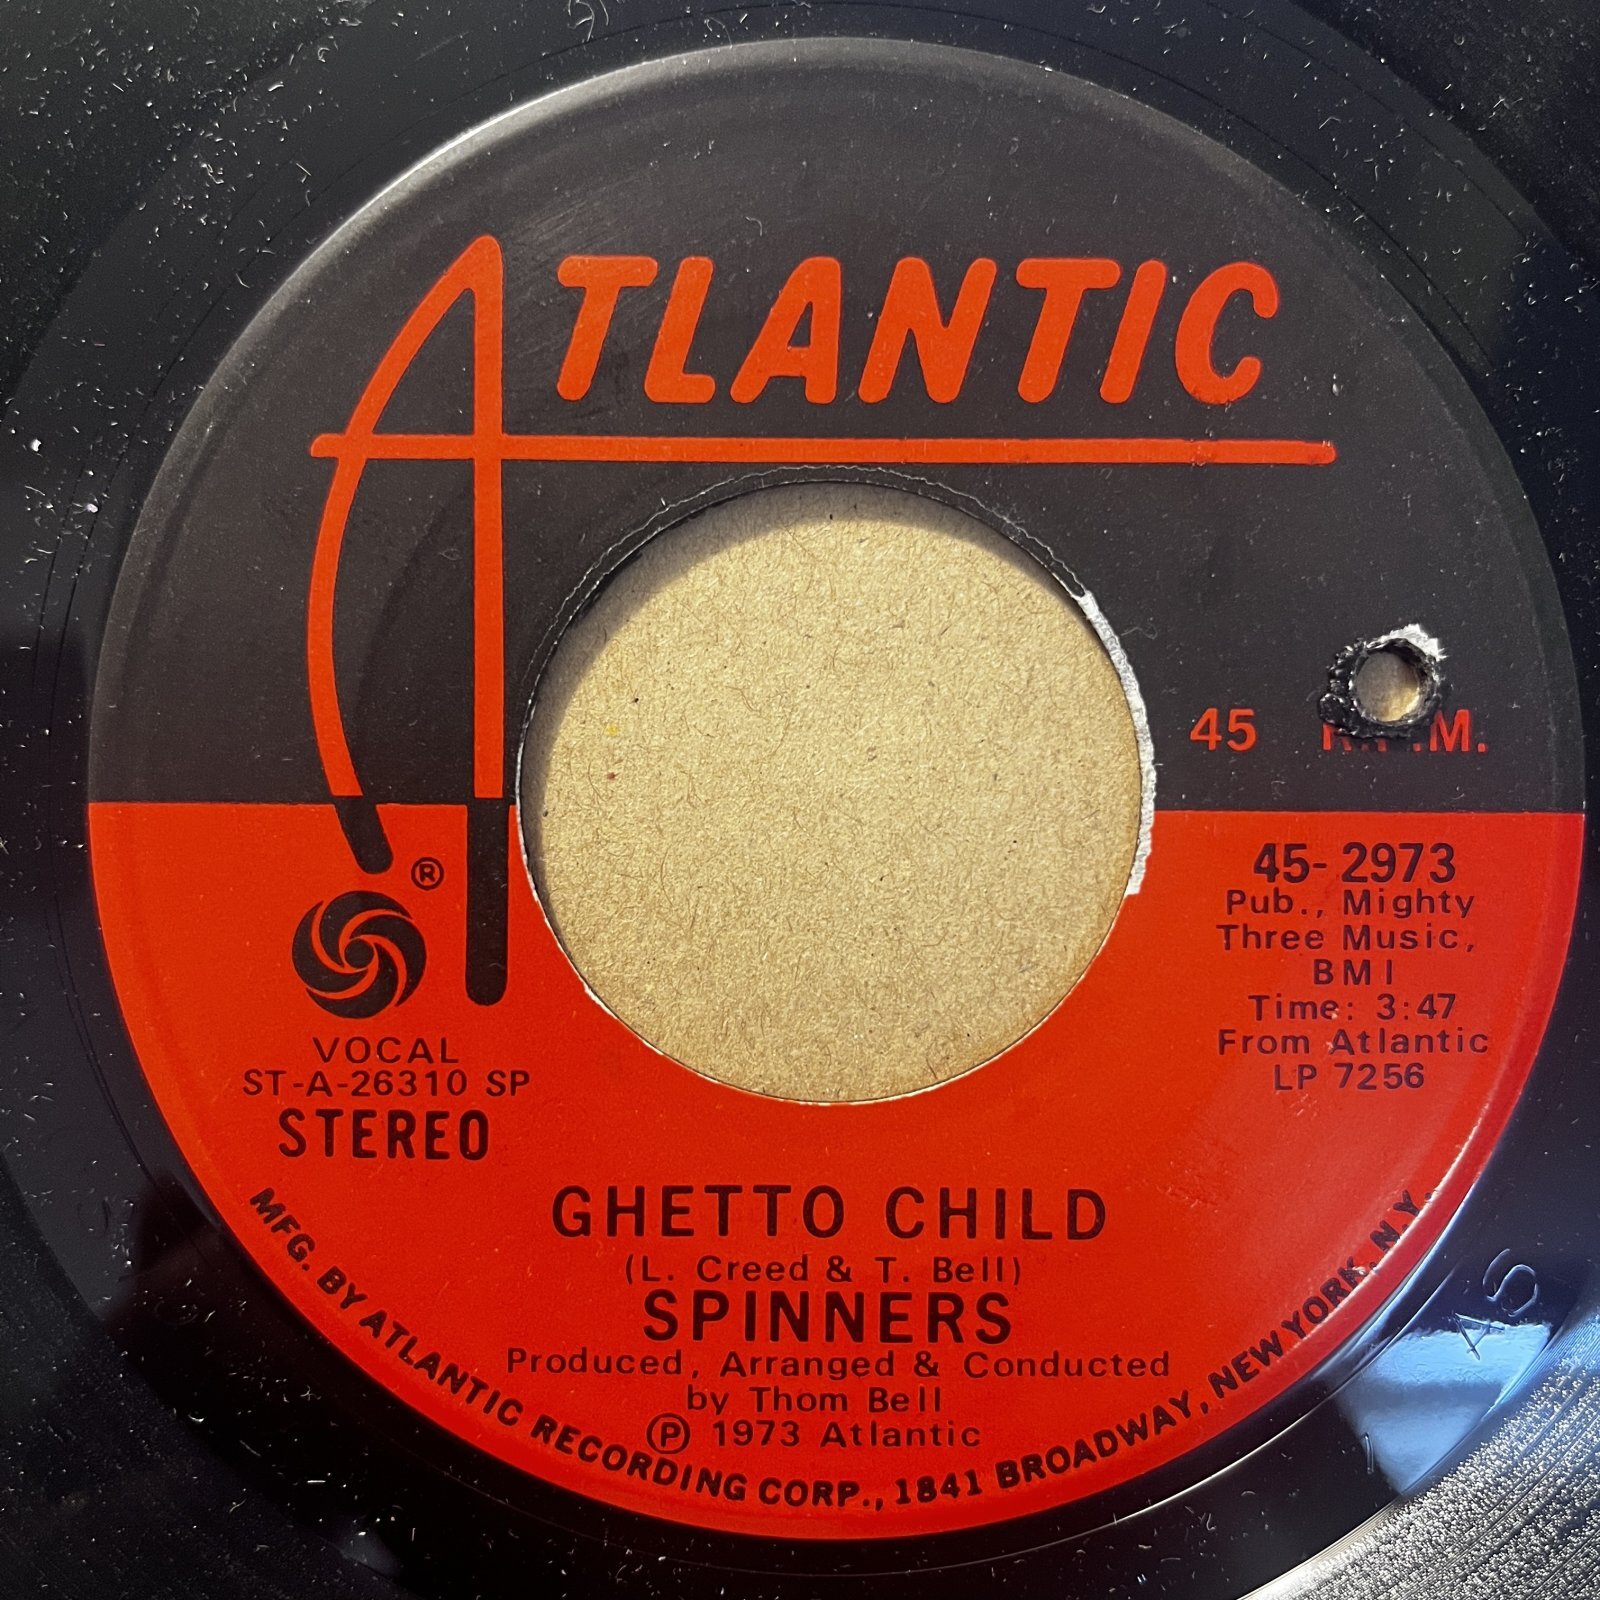 ATLANTIC
45 R.P.M.
®
45-2973
Pub., Mighty
Three Music,
BMI
Time: 3:47
From Atlantic
LP 7256
VOCAL
ST-A-26310 SP
STEREO
GHETTO CHILD
(L. Creed & T. Bell)
SPINNERS
Produced, Arranged & Conducted
by Thom Bell
Ⓟ 1973 Atlantic
MFG. BY ATLANTIC RECORDING CORP., 1841 BROADWAY, NEW YORK, N.Y.
AS